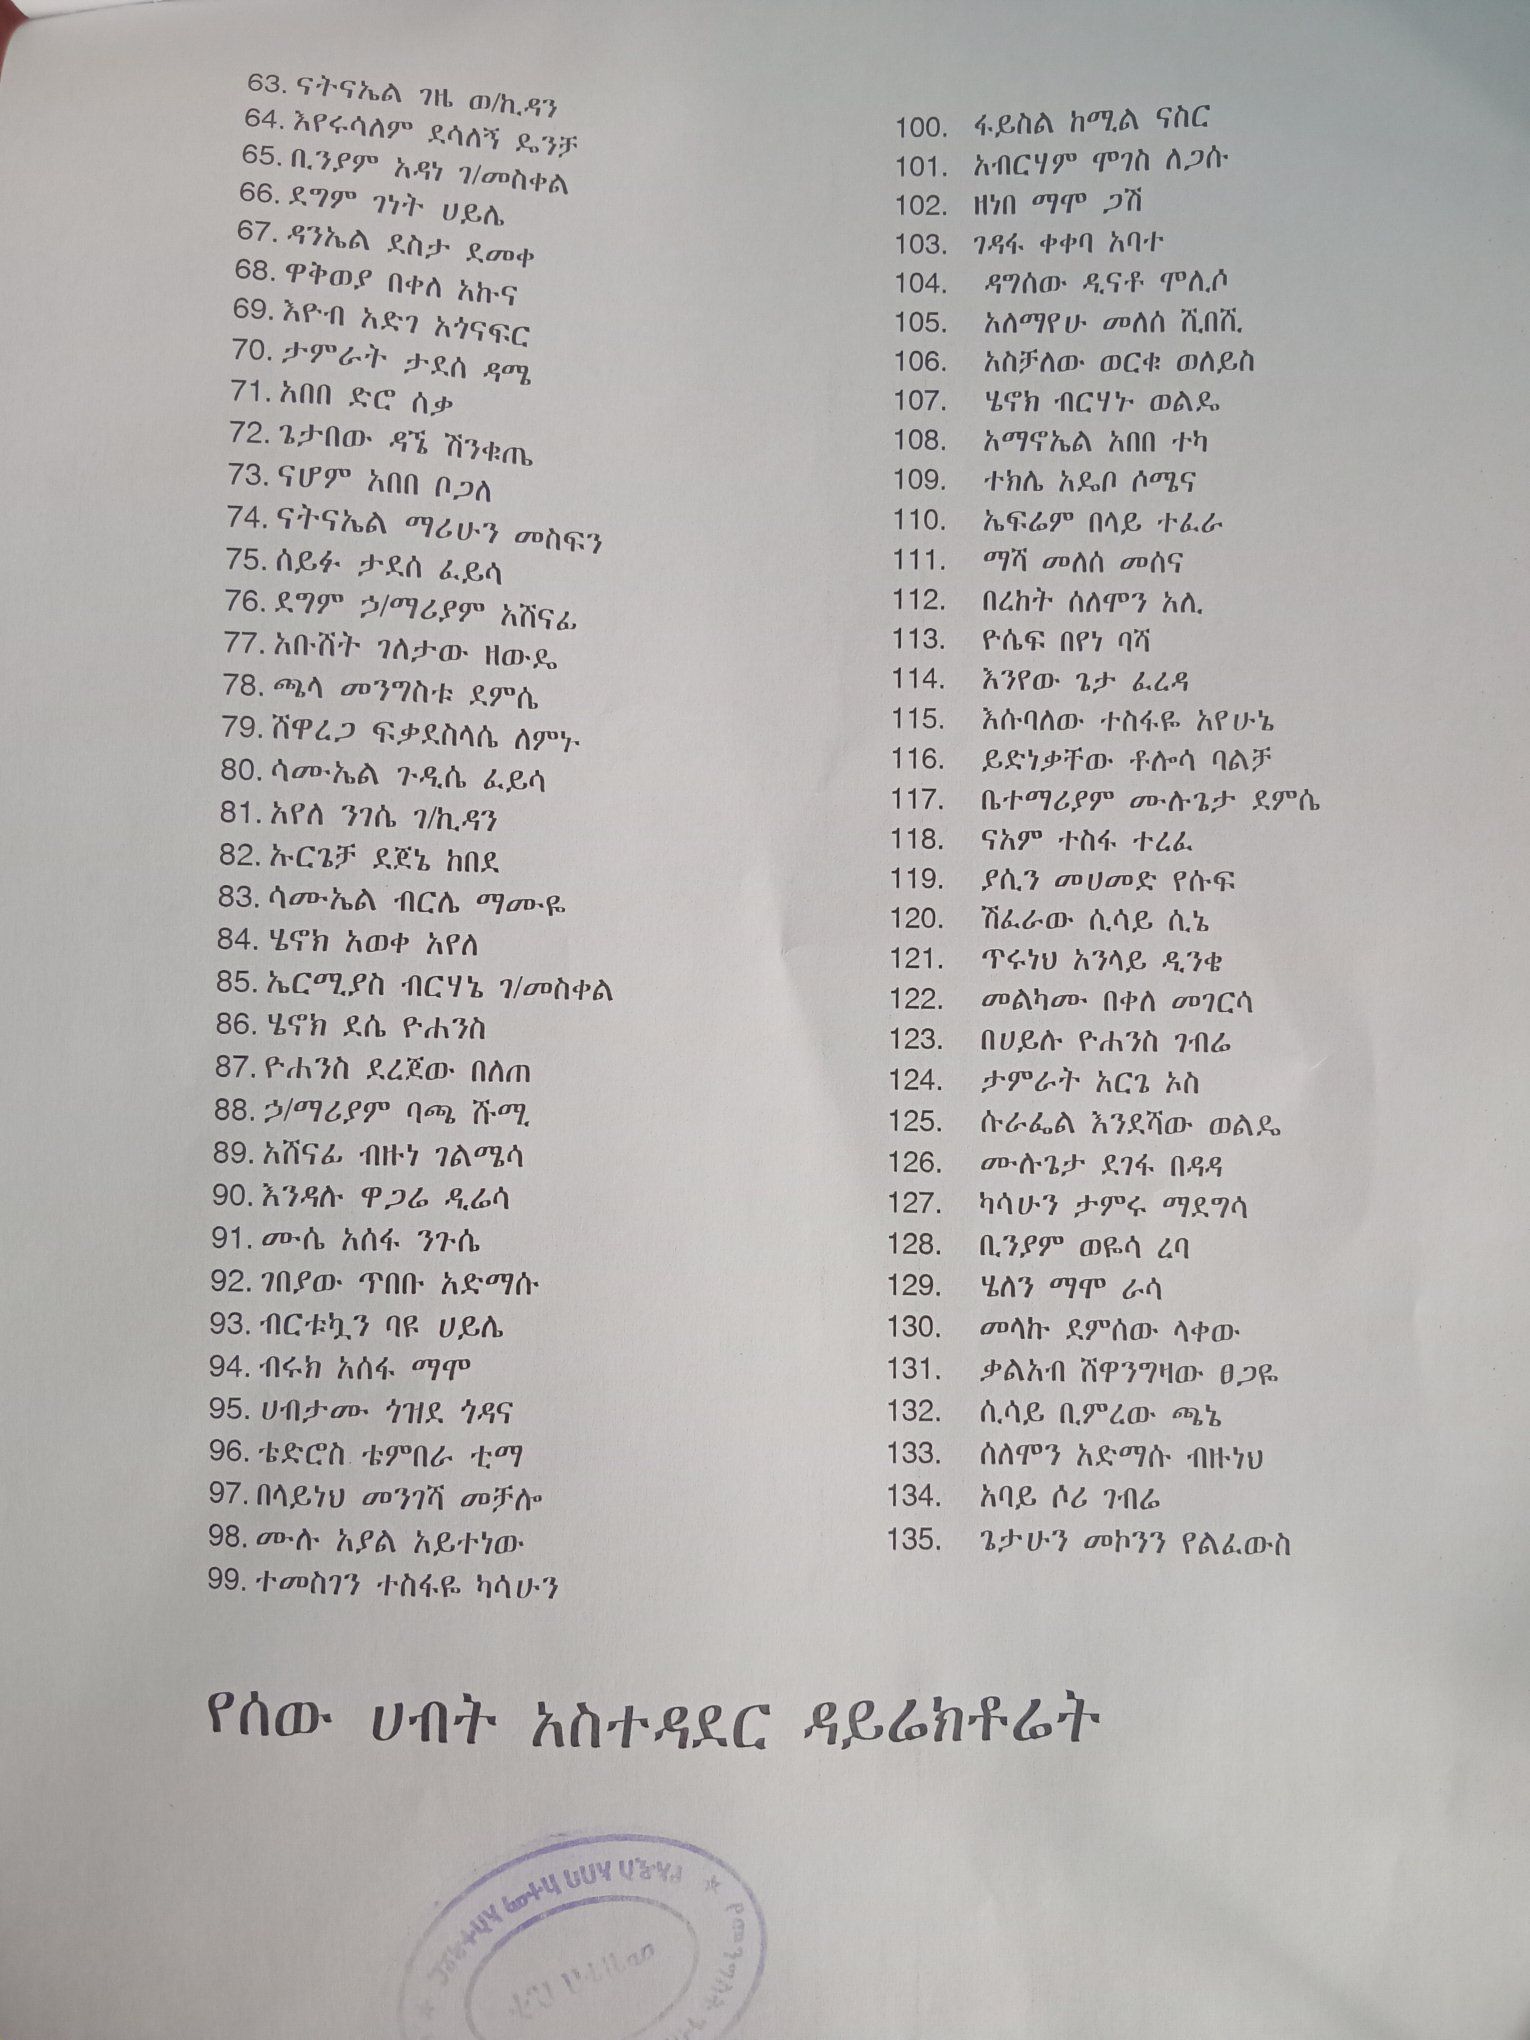 63. ናትናኤል ገዜ ወ/ኪዳን
64. እየሩሳለም ደሳለኝ ዴንቻ
65. ቢንያም አዳነ ገ/መስቀል
66. ደግም ገነት ሀይሌ
67. ዳንኤል ደስታ ደመቀ
68. ዋቅወያ በቀለ አኩና
69. እዮብ አድገ አጎናፍር
70. ታምራት ታደሰ ዳሜ
71. አበበ ድሮ ሰቃ
72. ጌታበው ዳኜ ሽንቁጤ
73. ናሆም አበበ ቦጋለ
74. ናትናኤል ማሪሁን መስፍን
75. ሰይፉ ታደሰ ፈይሳ
76. ደግም ኃ/ማሪያም አሸናፊ
77. አቡሽት ገለታው ዘውዴ
78. ጫላ መንግስቱ ደምሴ
79. ሸዋረጋ ፍቃደስላሴ ለምኑ
80. ሳሙኤል ጉዲሴ ፈይሳ
81. አየለ ንገሴ ገ/ኪዳን
82. ኡርጌቻ ደጀኔ ከበደ
83. ሳሙኤል ብርሌ ማሙዬ
84. ሄኖክ አወቀ አየለ
85. ኤርሚያስ ብርሃኔ ገ/መስቀል
86. ሄኖክ ደሴ ዮሐንስ
87. ዮሐንስ ደረጀው በለጠ
88. ኃ/ማሪያም ባጫ ሹሚ
89. አሸናፊ ብዙነ ገልሜሳ
90. እንዳሉ ዋጋሬ ዲሬሳ
91. ሙሴ አሰፋ ንጉሴ
92. ገበያው ጥበቡ አድማሱ
93. ብርቱኳን ባዩ ሀይሌ
94. ብሩክ አሰፋ ማሞ
95. ሀብታሙ ጎዝደ ጎዳና
96. ቴድሮስ ቴምበራ ቲማ
97. በላይነህ መንገሻ መቻሎ
98. ሙሉ አያል አይተነው
99. ተመስገን ተስፋዬ ካሳሁን
100. ፋይስል ከሚል ናስር
101. አብርሃም ሞገስ ለጋሱ
102. ዘነበ ማሞ ጋሽ
103. ገዳፋ ቀቀባ አባተ
104. ዳግሰው ዲናቶ ሞሊሶ
105. አለማየሁ መለሰ ሺበሺ
106. አስቻለው ወርቁ ወለይስ
107. ሄኖክ ብርሃኑ ወልዴ
108. አማኖኤል አበበ ተካ
109. ተክሌ አዴቦ ሶሜና
110. ኤፍሬም በላይ ተፈራ
111. ማሻ መለሰ መሰና
112. በረከት ሰለሞን አሊ
113. ዮሴፍ በየነ ባሻ
114. እንየው ጌታ ፈረዳ
115. እሱባለው ተስፋዬ አየሁኔ
116. ይድነቃቸው ቶሎሳ ባልቻ
117. ቤተማሪያም ሙሉጌታ ደምሴ
118. ናአም ተስፋ ተረፈ
119. ያሲን መሀመድ የሱፍ
120. ሽፈራው ሲሳይ ሲኔ
121. ጥሩነህ አንላይ ዲንቄ
122. መልካሙ በቀለ መገርሳ
123. በሀይሉ ዮሐንስ ገብሬ
124. ታምራት አርጌ ኦስ
125. ሱራፌል እንደሻው ወልዴ
126. ሙሉጌታ ደገፋ በዳዳ
127. ካሳሁን ታምሩ ማደግሳ
128. ቢንያም ወዬሳ ረባ
129. ሄለን ማሞ ራሳ
130. መላኩ ደምሰው ላቀው
131. ቃልአብ ሸዋንግዛው ፀጋዬ
132. ሲሳይ ቢምረው ጫኔ
133. ሰለሞን አድማሱ ብዙነህ
134. አባይ ሶሪ ገብሬ
135. ጌታሁን መኮንን የልፈውስ
የሰው ሀብት አስተዳደር ዳይሬክቶሬት